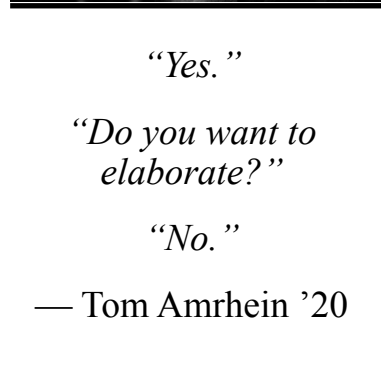 “Yes.”
“Do you want to
elaborate?”
“No.”
— Tom Amrhein ’20